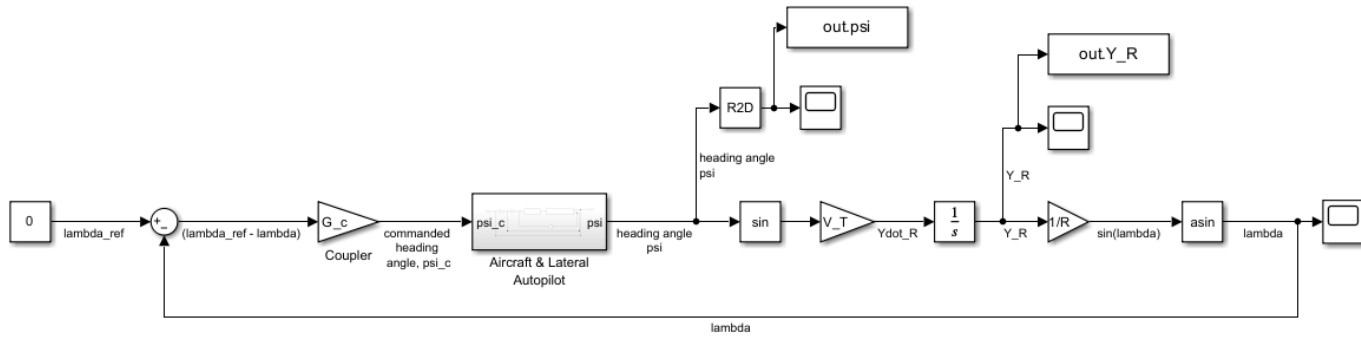 out.psi
out.Y_R
R2D
heading angle
psi
Y_R
0
lambda_ref
+
-
(lambda_ref - lambda)
G_c
Coupler
commanded
heading
angle, psi_c
psi_c
psi
Aircraft & Lateral
Autopilot
heading angle
psi
sin
V_T
Ydot_R
1
s
Y_R
1/R
sin(lambda)
asin
lambda
lambda